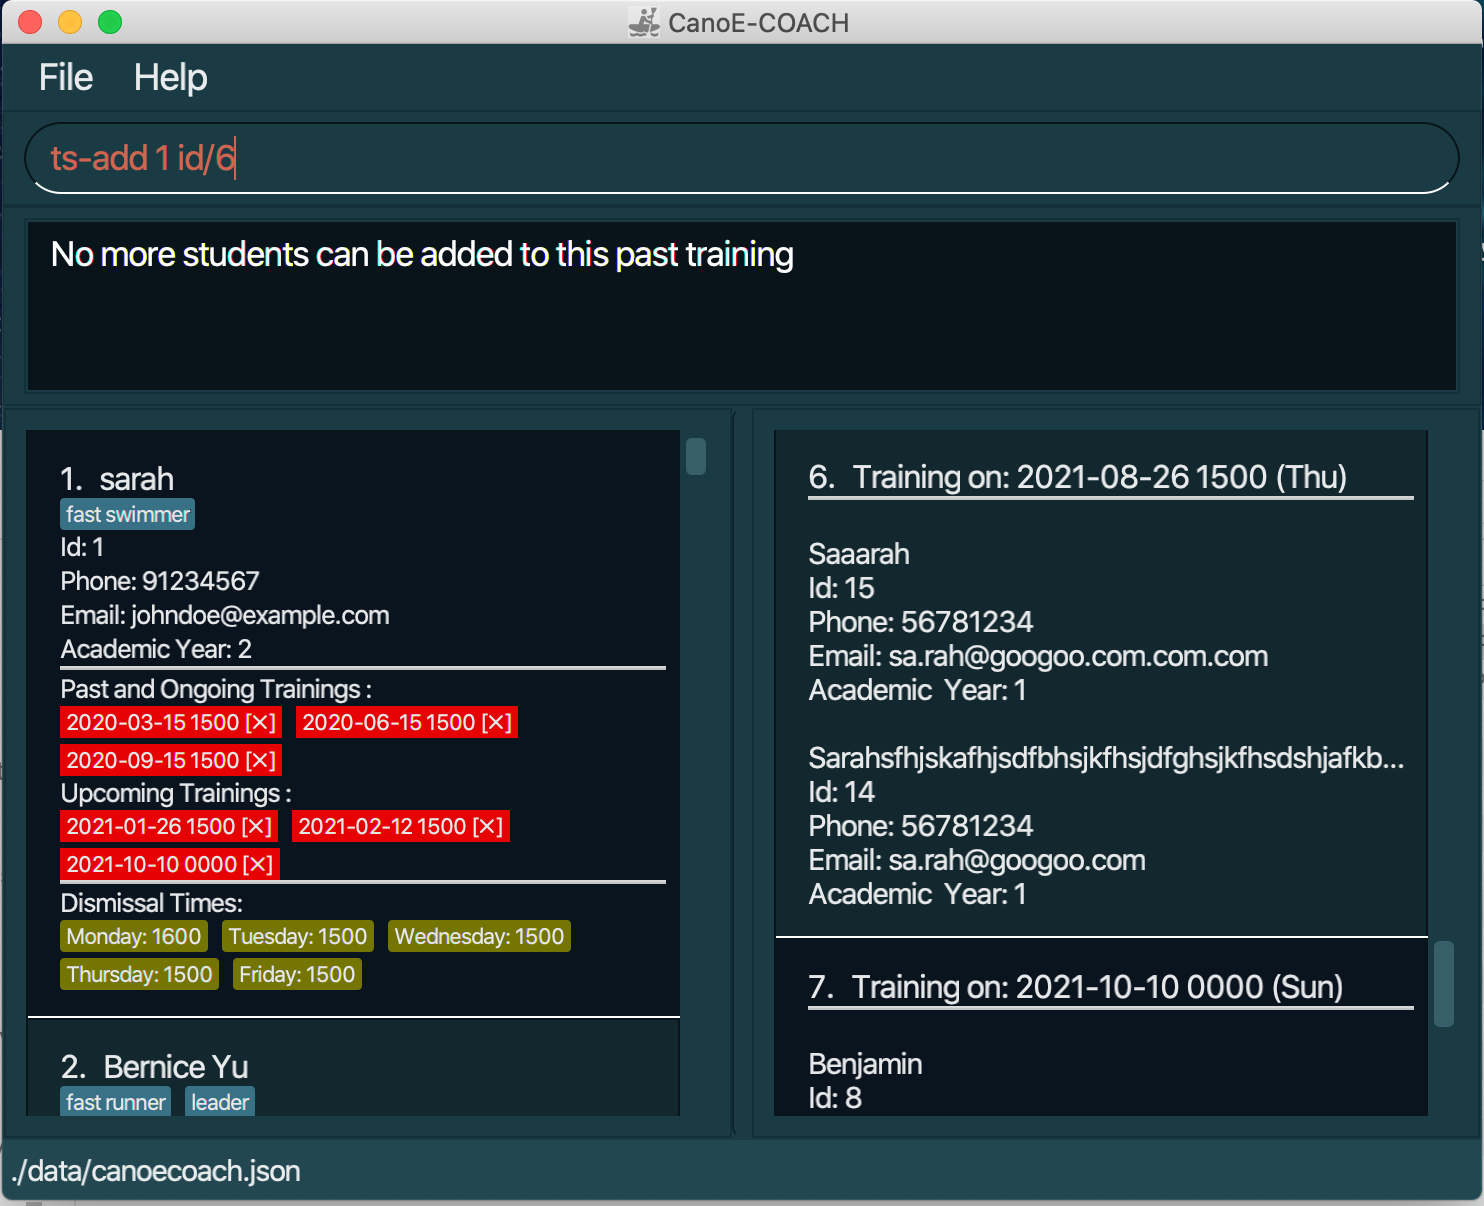 CanoE-COACH
File Help
ts-add 1 id/6
No more students can be added to this past training
1. sarah
fast swimmer
Id: 1
Phone: 91234567
Email: johndoe@example.com
Academic Year: 2
Past and Ongoing Trainings :
2020-03-15 1500 [✕] 2020-06-15 1500 [✕]
2020-09-15 1500 [✕]
Upcoming Trainings :
2021-01-26 1500 [✕] 2021-02-12 1500 [✕]
2021-10-10 0000 [✕]
Dismissal Times:
Monday: 1600 Tuesday: 1500 Wednesday: 1500
Thursday: 1500 Friday: 1500
2. Bernice Yu
fast runner leader
6. Training on: 2021-08-26 1500 (Thu)
Saaarah
Id: 15
Phone: 56781234
Email: sa.rah@googoo.com.com.com
Academic Year: 1
Sarahsfhjskafhjsdfbhsjkfhsjdfghsjkfhsdshjafkb...
Id: 14
Phone: 56781234
Email: sa.rah@googoo.com
Academic Year: 1
7. Training on: 2021-10-10 0000 (Sun)
Benjamin
Id: 8
./data/canoecoach.json